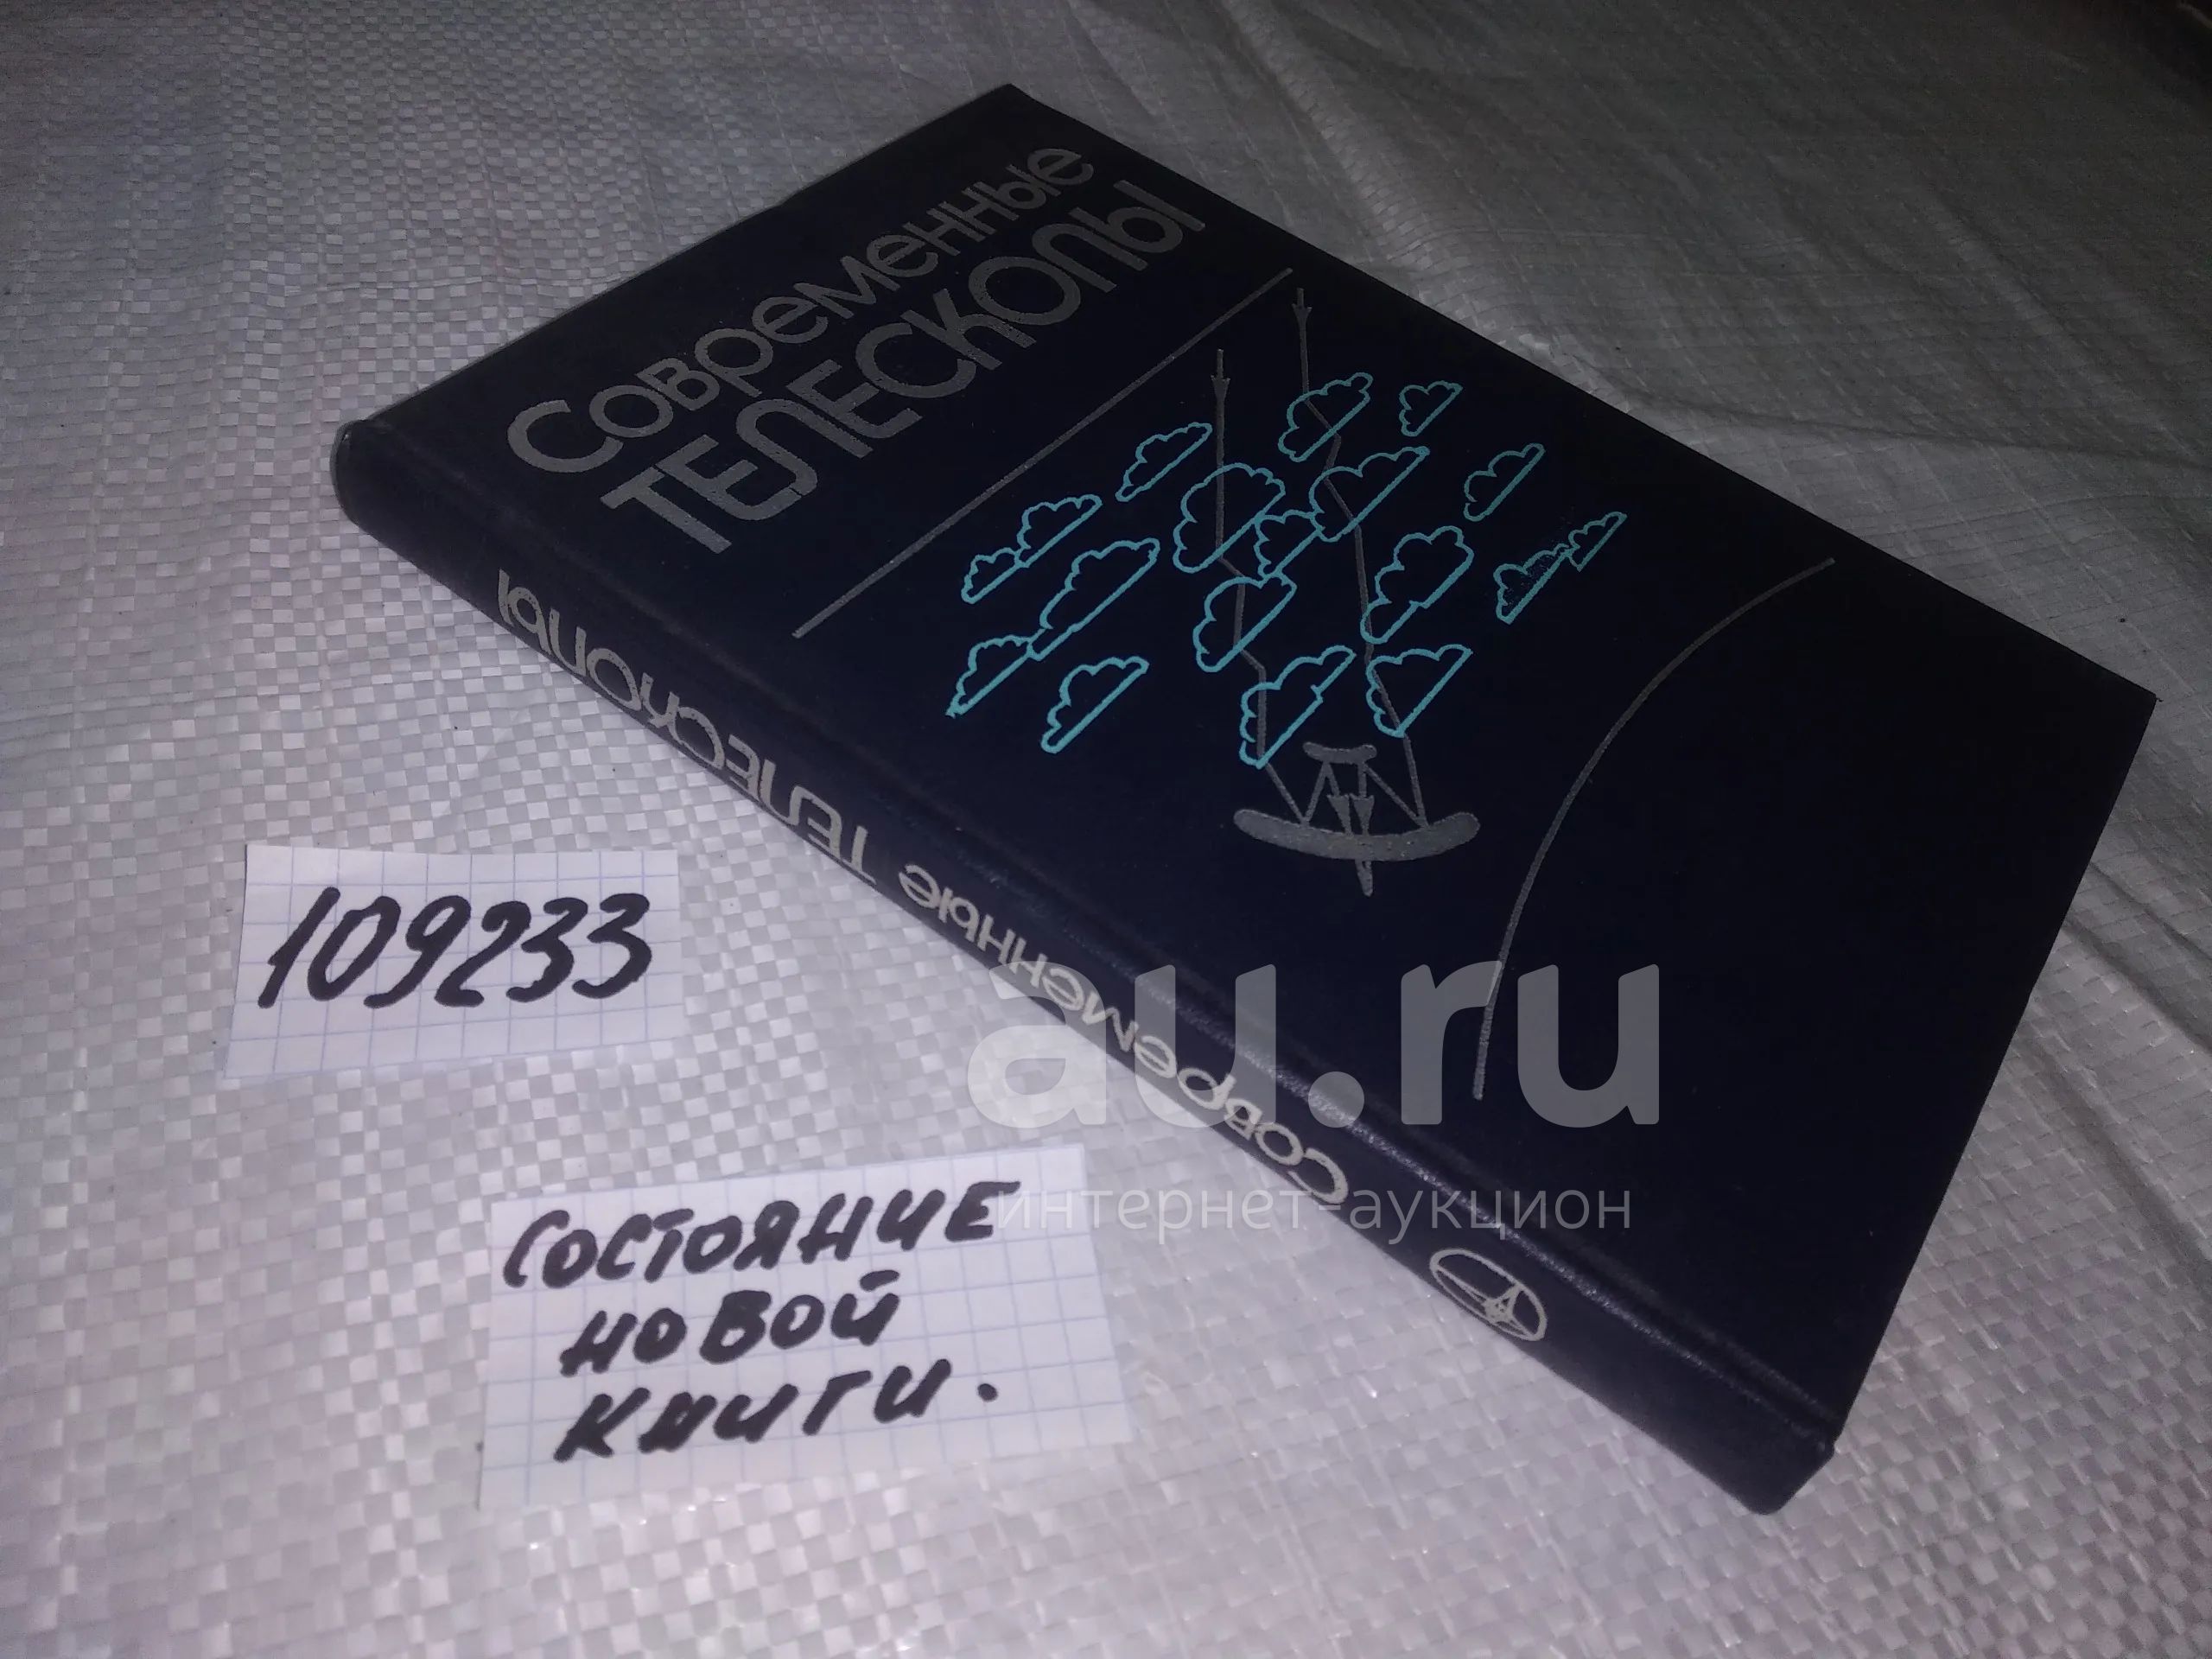 Современные
ТЕЛЕСКОПЫ
Современные ТЕЛЕСКОПЫ
109233
СОСТОЯНИЕ
НОВОЙ
КНИГИ.
au.ru
интернет-аукцион